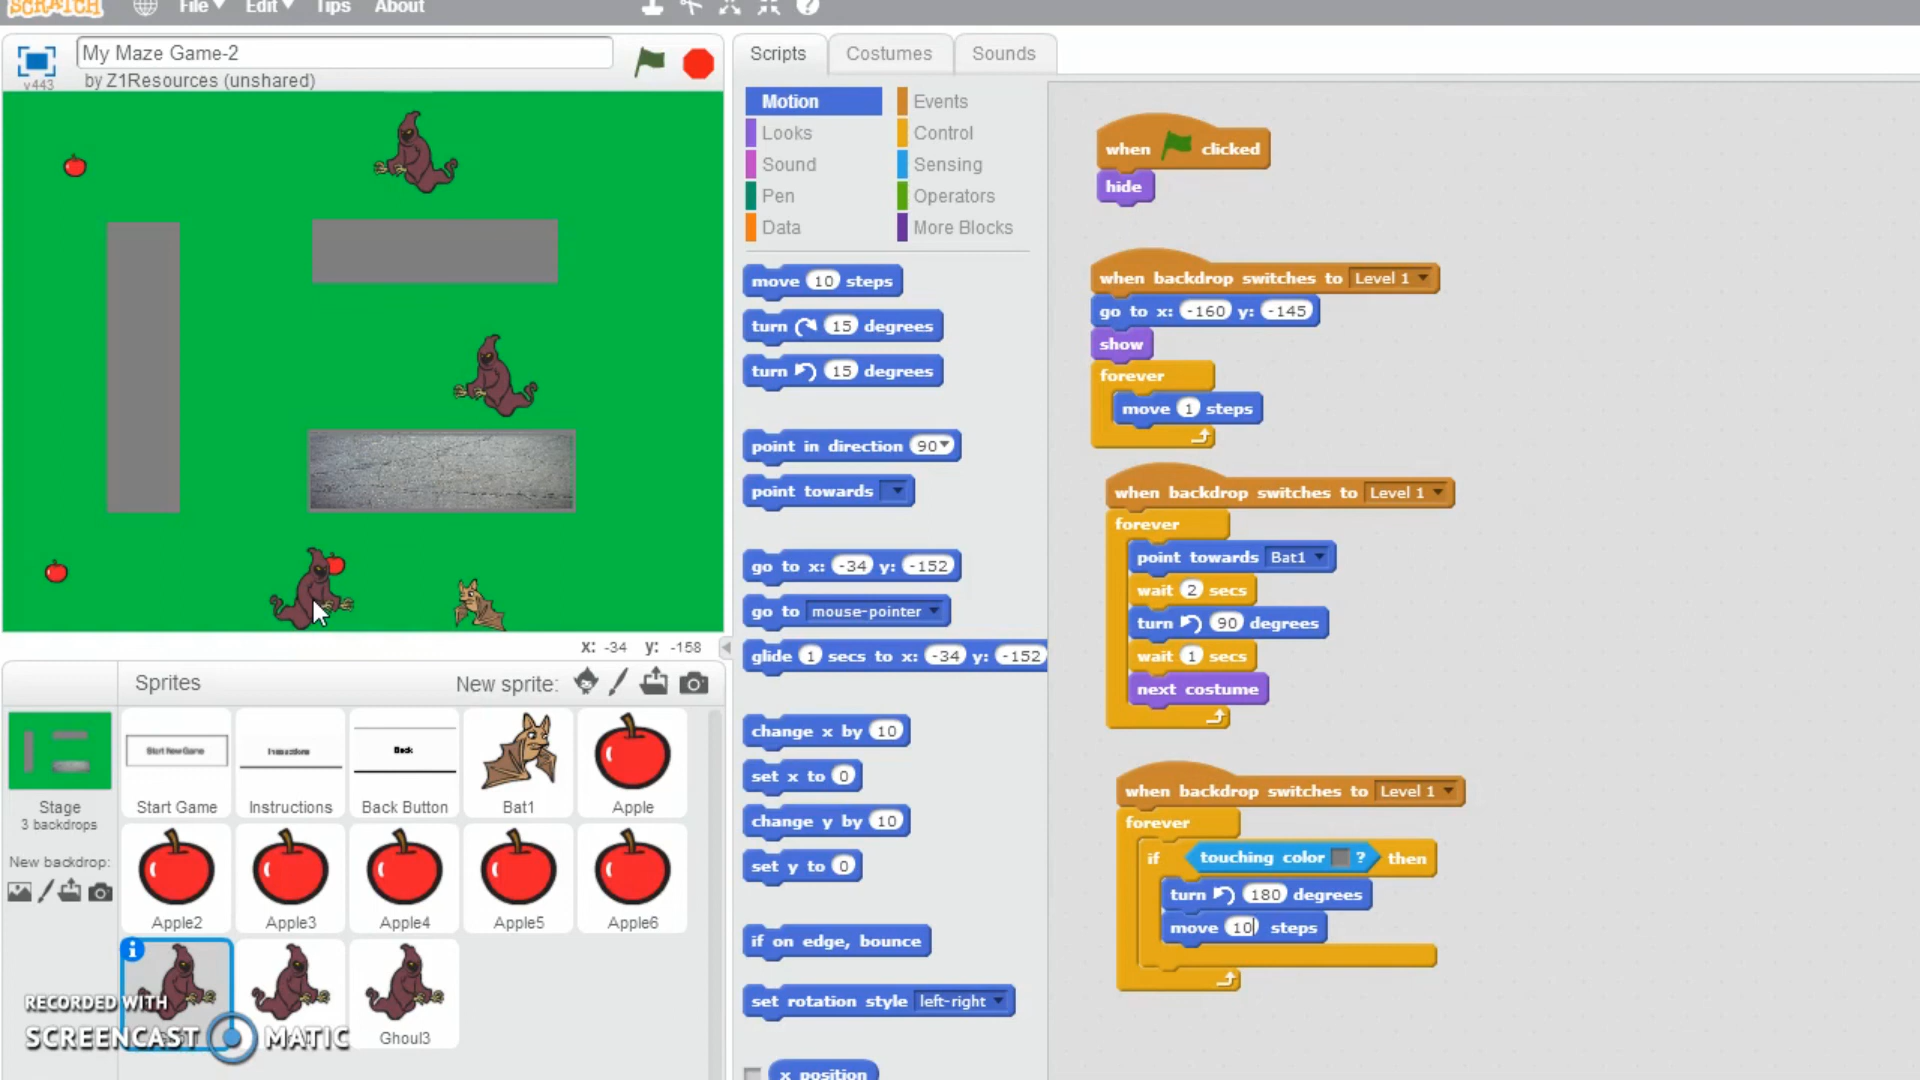 SCRATCH File Edit Tips About
My Maze Game-2
v443 by Z1Resources (unshared)
Scripts Costumes Sounds
Motion Events
Looks Control
Sound Sensing
Pen Operators
Data More Blocks
move 10 steps
turn 15 degrees
turn 15 degrees
point in direction 90
point towards
go to x: -34 y: -152
go to mouse-pointer
glide 1 secs to x: -34 y: -152
change x by 10
set x to 0
change y by 10
set y to 0
if on edge, bounce
set rotation style left-right
x position
when clicked
hide
when backdrop switches to Level 1
go to x: -160 y: -145
show
forever
move 1 steps
when backdrop switches to Level 1
forever
point towards Bat1
wait 2 secs
turn 90 degrees
wait 1 secs
next costume
when backdrop switches to Level 1
forever
if touching color ? then
turn 180 degrees
move 10 steps
x: -34 y: -158
Sprites New sprite:
Stage
3 backdrops
New backdrop:
Start New Game
Instructions
Back
Start Game Instructions Back Button Bat1 Apple
Apple2 Apple3 Apple4 Apple5 Apple6
Ghoul3
RECORDED WITH
SCREENCAST MATIC